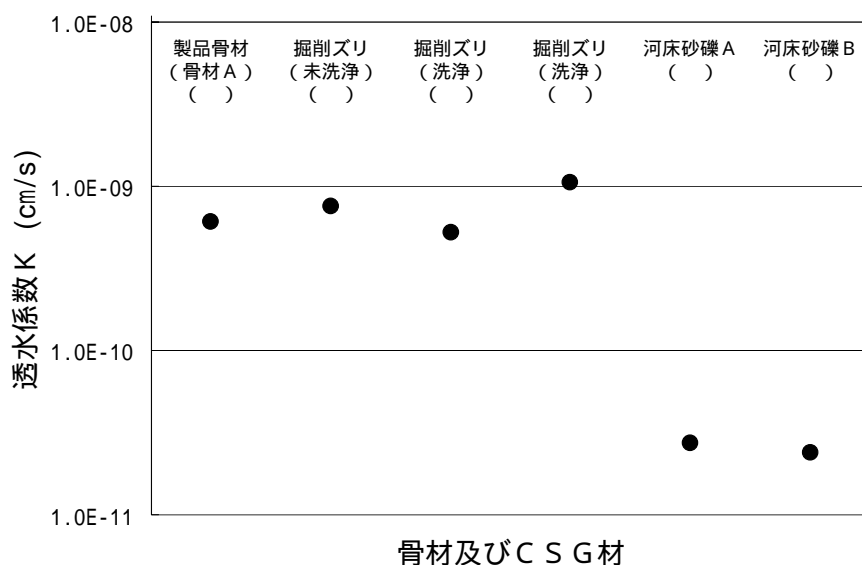 1.0E-08
1.0E-09
1.0E-10
1.0E-11
透水係数K (cm/s)
製品骨材
(骨材A)
(　)
掘削ズリ
(未洗浄)
(　)
掘削ズリ
(洗浄)
(　)
掘削ズリ
(洗浄)
(　)
河床砂礫A
(　)
河床砂礫B
(　)
骨材及びCSG材